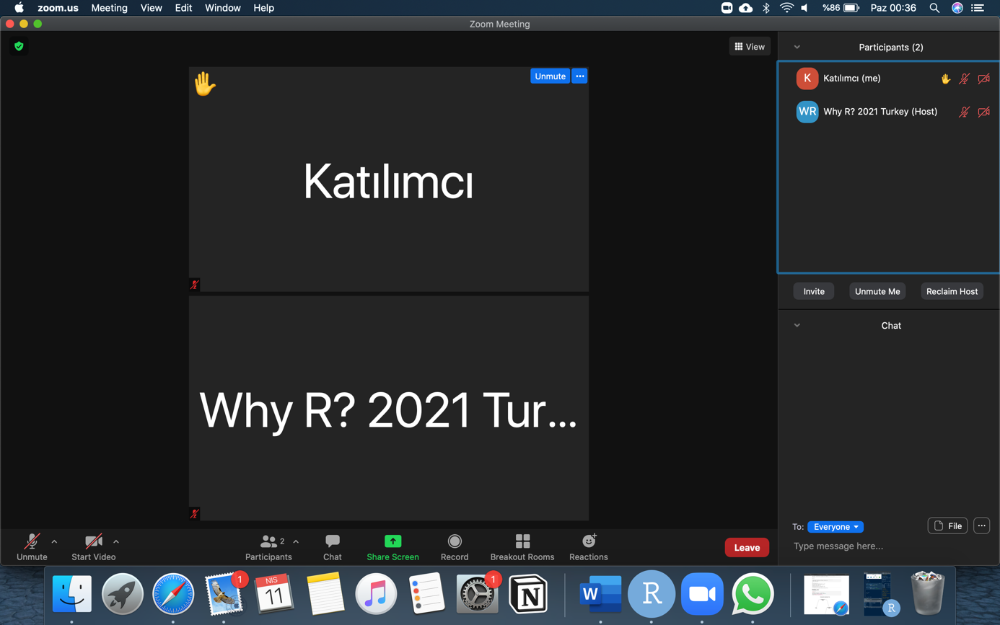 zoom.us Meeting View Edit Window Help %86 Paz 00:36
Zoom Meeting
View
Participants (2)
Unmute
K Katılımcı (me)
WR Why R? 2021 Turkey (Host)
Katılımcı
Invite Unmute Me Reclaim Host
Chat
Why R? 2021 Tur...
To: Everyone File
Type message here...
2
Unmute Start Video Participants Chat Share Screen Record Breakout Rooms Reactions Leave
1
NIS
11
1
N
W
R
R